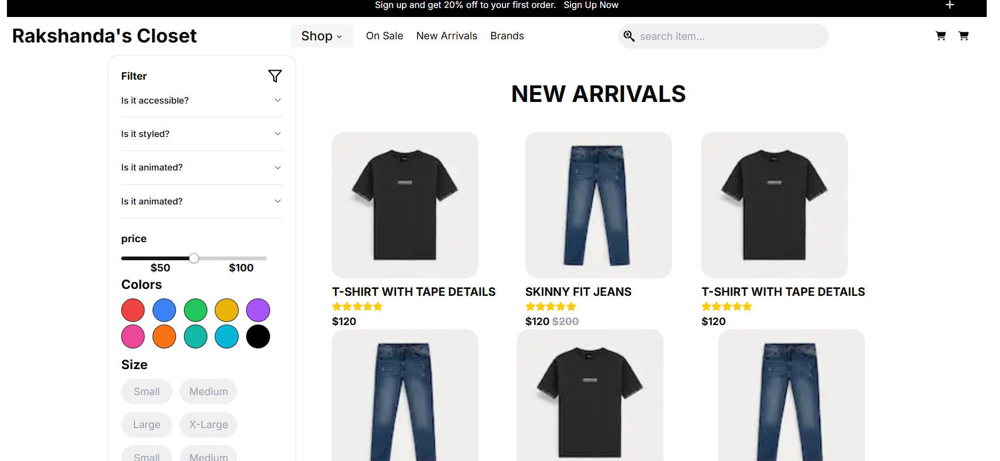 Sign up and get 20% off to your first order. Sign Up Now
Rakshanda's Closet
Shop
On Sale
New Arrivals
Brands
search item...
Filter
Is it accessible?
Is it styled?
Is it animated?
Is it animated?
price
$50 $100
Colors
Size
Small Medium
Large X-Large
Small Medium
NEW ARRIVALS
T-SHIRT WITH TAPE DETAILS
$120
SKINNY FIT JEANS
$120 $200
T-SHIRT WITH TAPE DETAILS
$120